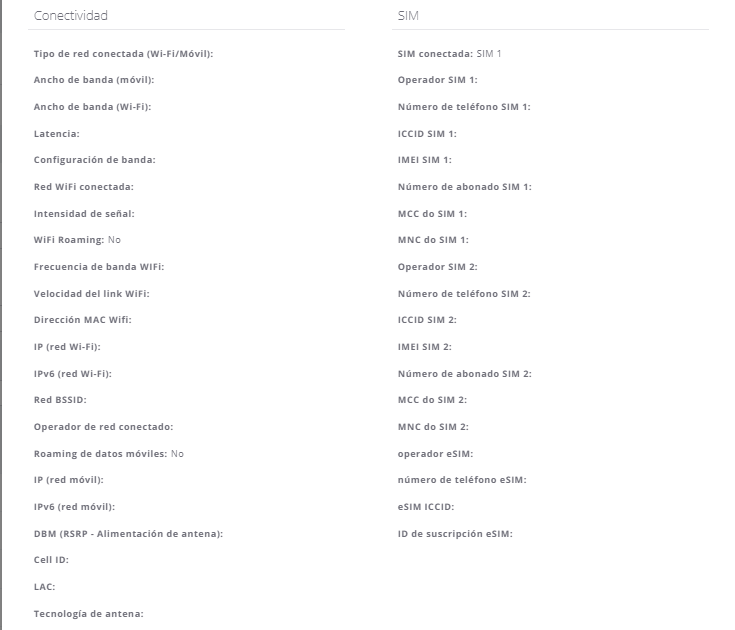 Conectividad
Tipo de red conectada (Wi-Fi/Móvil):
Ancho de banda (móvil):
Ancho de banda (Wi-Fi):
Latencia:
Configuración de banda:
Red WiFi conectada:
Intensidad de señal:
WiFi Roaming: No
Frecuencia de banda WIFi:
Velocidad del link WiFi:
Dirección MAC Wifi:
IP (red Wi-Fi):
IPv6 (red Wi-Fi):
Red BSSID:
Operador de red conectado:
Roaming de datos móviles: No
IP (red móvil):
IPv6 (red móvil):
DBM (RSRP - Alimentación de antena):
Cell ID:
LAC:
Tecnología de antena:
SIM
SIM conectada: SIM 1
Operador SIM 1:
Número de teléfono SIM 1:
ICCID SIM 1:
IMEI SIM 1:
Número de abonado SIM 1:
MCC do SIM 1:
MNC do SIM 1:
Operador SIM 2:
Número de teléfono SIM 2:
ICCID SIM 2:
IMEI SIM 2:
Número de abonado SIM 2:
MCC do SIM 2:
MNC do SIM 2:
operador eSIM:
número de teléfono eSIM:
eSIM ICCID:
ID de suscripción eSIM: